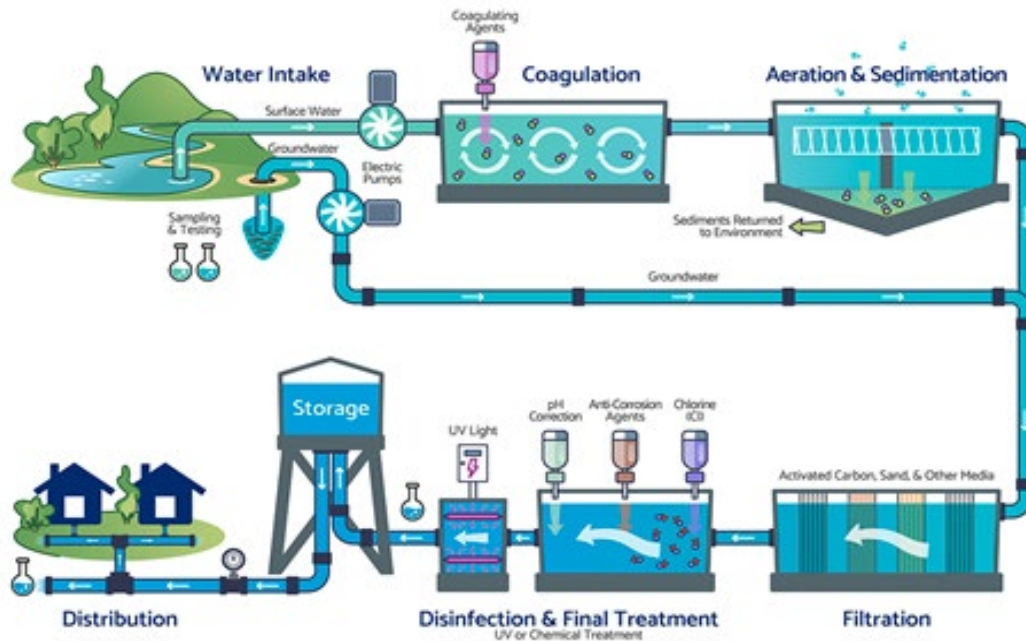 Coagulating
Agents
Water Intake
Coagulation
Aeration & Sedimentation
Surface Water
Groundwater
Electric
Pumps
Sampling
& Testing
Sediments Returned
to Environment
Groundwater
Storage
UV Light
pH
Correction
Anti-Corrosion
Agents
Chlorine
(Cl)
Activated Carbon, Sand, & Other Media
Distribution
Disinfection & Final Treatment
UV or Chemical Treatment
Filtration